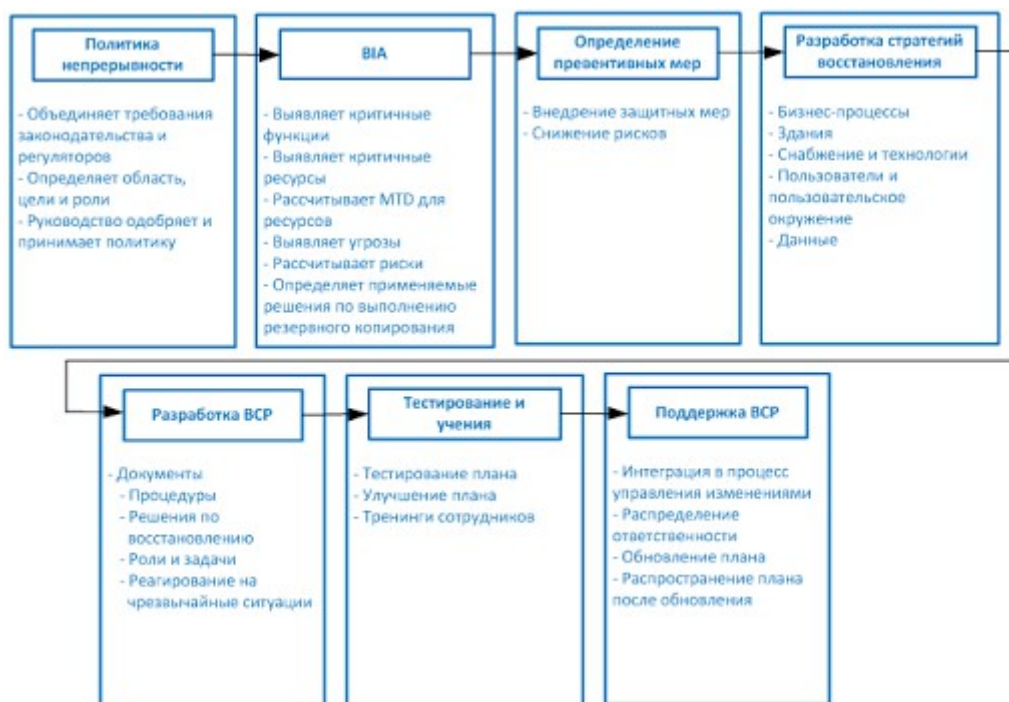 Политика
непрерывности
- Объединяет требования
законодательства и
регуляторов
- Определяет область,
цели и роли
- Руководство одобряет и
принимает политику
BIA
- Выявляет критичные
функции
- Выявляет критичные
ресурсы
- Рассчитывает MTD для
ресурсов
- Выявляет угрозы
- Рассчитывает риски
- Определяет применяемые
решения по выполнению
резервного копирования
Определение
превентивных мер
- Внедрение защитных мер
- Снижение рисков
Разработка стратегий
восстановления
- Бизнес-процессы
- Здания
- Снабжение и технологии
- Пользователи и
пользовательское
окружение
- Данные
Разработка BCP
- Документы
- Процедуры
- Решения по
восстановлению
- Роли и задачи
- Реагирование на
чрезвычайные ситуации
Тестирование и
учения
- Тестирование плана
- Улучшение плана
- Тренинги сотрудников
Поддержка BCP
- Интеграция в процесс
управления изменениями
- Распределение
ответственности
- Обновление плана
- Распространение плана
после обновления